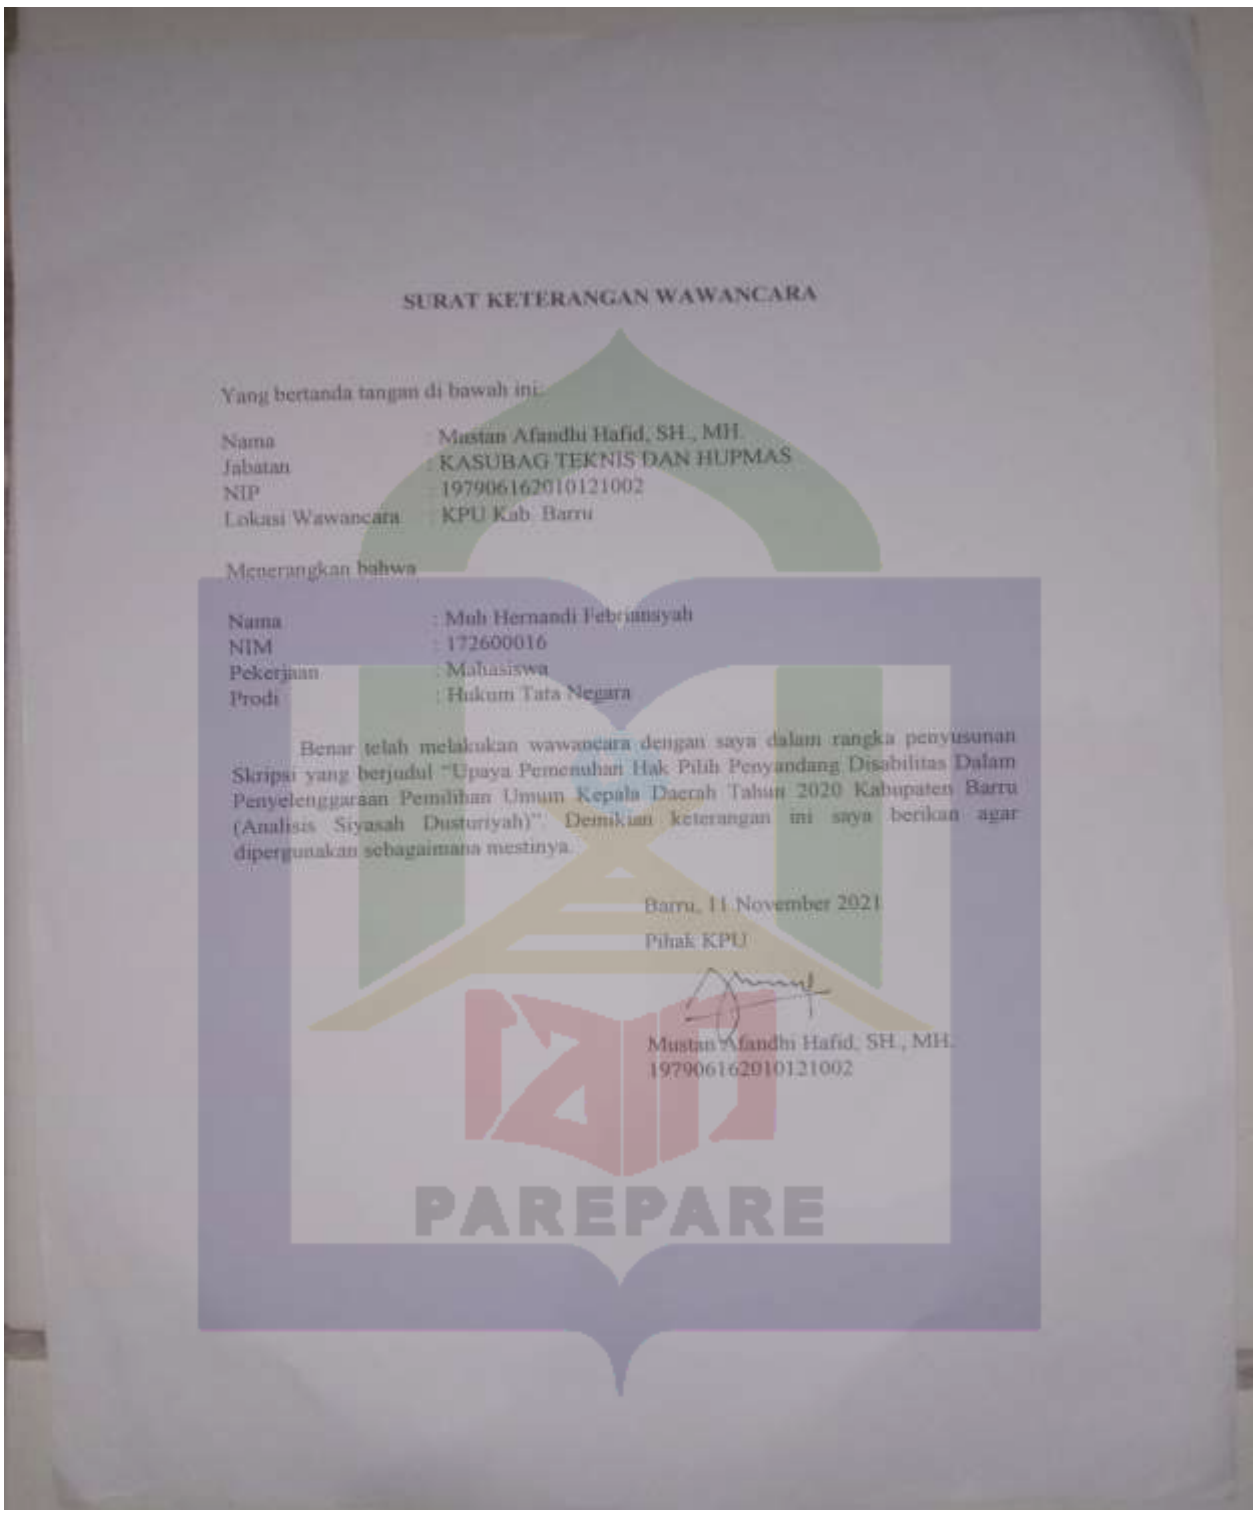 SURAT KETERANGAN WAWANCARA
Yang bertanda tangan di bawah ini:
Nama : Mustan Afandhi Hafid, SH., MH.
Jabatan : KASUBAG TEKNIS DAN HUPMAS
NIP : 197906162010121002
Lokasi Wawancara : KPU Kab. Barru
Menerangkan bahwa
Nama : Muh Hernandi Febriansyah
NIM : 172600016
Pekerjaan : Mahasiswa
Prodi : Hukum Tata Negara
Benar telah melakukan wawancara dengan saya dalam rangka penyusunan
Skripsi yang berjudul “Upaya Pemenuhan Hak Pilih Penyandang Disabilitas Dalam
Penyelenggaraan Pemilihan Umum Kepala Daerah Tahun 2020 Kabupaten Barru
(Analisis Siyasah Dusturiyah)”. Demikian keterangan ini saya berikan agar
dipergunakan sebagaimana mestinya.
Barru, 11 November 2021
Pihak KPU
Mustan Afandhi Hafid, SH., MH.
197906162010121002
PAREPARE